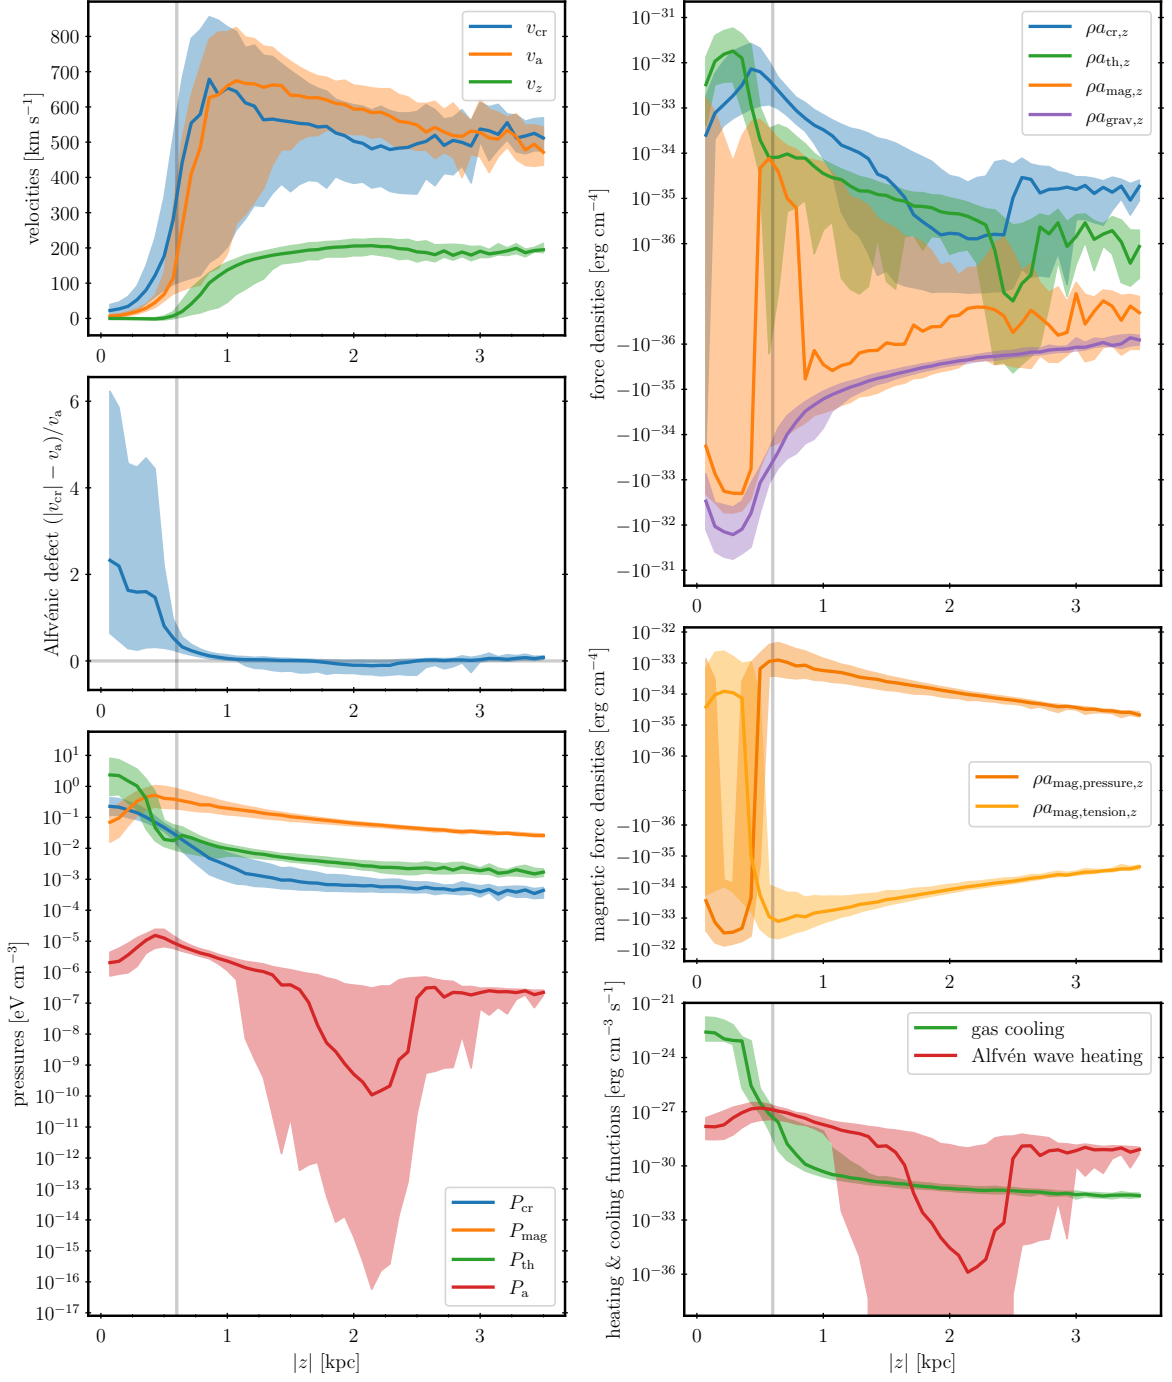 800
700
600
500
400
300
200
100
0
velocities [km s⁻¹]
v_cr
v_a
v_z
0 1 2 3
6
4
2
0
Alfvénic defect (|v_cr| − v_a)/v_a
0 1 2 3
10¹
10⁰
10⁻¹
10⁻²
10⁻³
10⁻⁴
10⁻⁵
10⁻⁶
10⁻⁷
10⁻⁸
10⁻⁹
10⁻¹⁰
10⁻¹¹
10⁻¹²
10⁻¹³
10⁻¹⁴
10⁻¹⁵
10⁻¹⁶
10⁻¹⁷
pressures [eV cm⁻³]
P_cr
P_mag
P_th
P_a
0 1 2 3
|z| [kpc]
10⁻³¹
10⁻³²
10⁻³³
10⁻³⁴
10⁻³⁵
10⁻³⁶
−10⁻³⁶
−10⁻³⁵
−10⁻³⁴
−10⁻³³
−10⁻³²
−10⁻³¹
force densities [erg cm⁻⁴]
ρa_cr,z
ρa_th,z
ρa_mag,z
ρa_grav,z
0 1 2 3
10⁻³²
10⁻³³
10⁻³⁴
10⁻³⁵
10⁻³⁶
−10⁻³⁶
−10⁻³⁵
−10⁻³⁴
−10⁻³³
−10⁻³²
magnetic force densities [erg cm⁻⁴]
ρa_mag,pressure,z
ρa_mag,tension,z
0 1 2 3
10⁻²¹
10⁻²⁴
10⁻²⁷
10⁻³⁰
10⁻³³
10⁻³⁶
heating & cooling functions [erg cm⁻³ s⁻¹]
gas cooling
Alfvén wave heating
0 1 2 3
|z| [kpc]